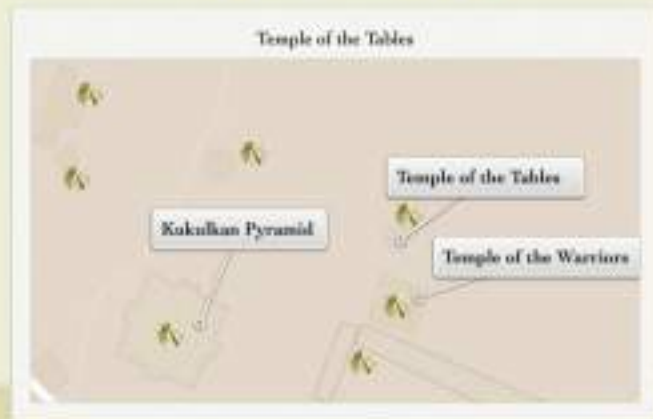 Temple of the Tables
Temple of the Tables
Kukulkan Pyramid
Temple of the Warriors